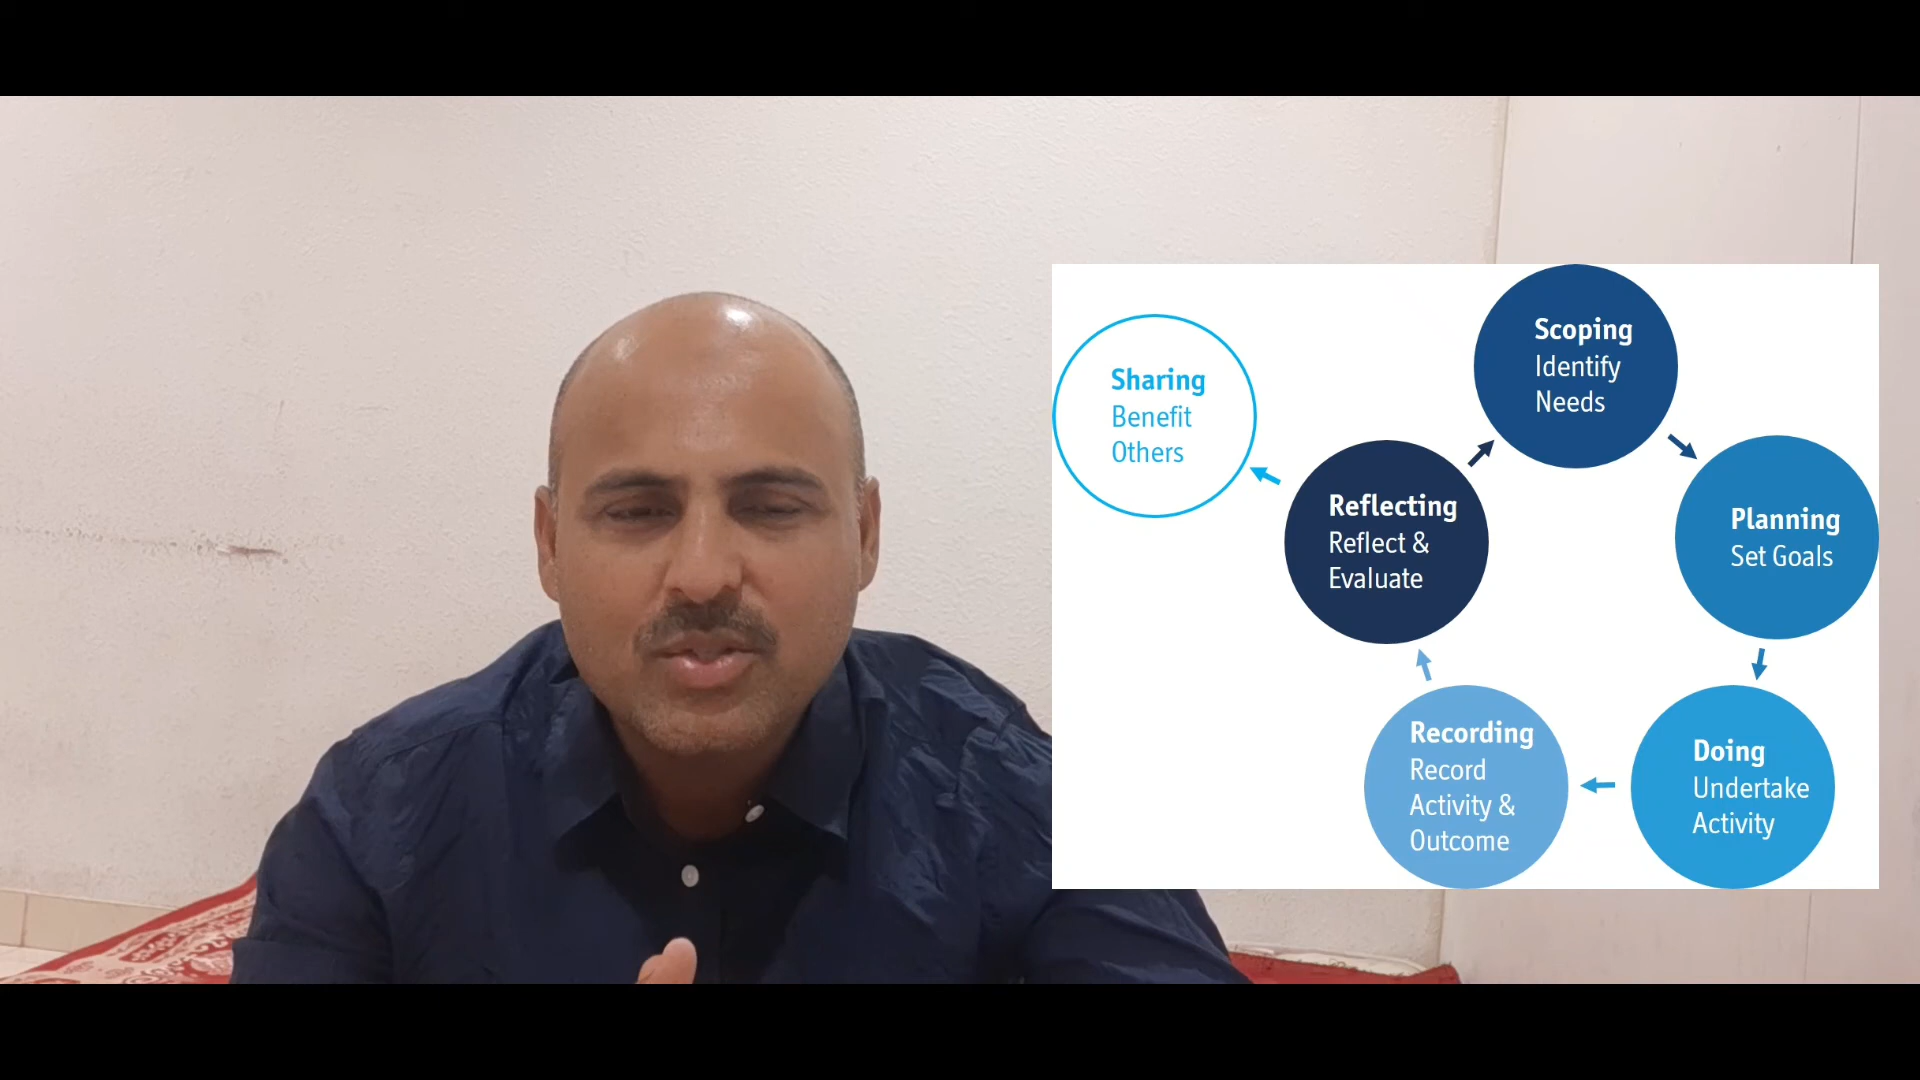 Sharing
Benefit
Others
Scoping
Identify
Needs
Reflecting
Reflect &
Evaluate
Planning
Set Goals
Recording
Record
Activity &
Outcome
Doing
Undertake
Activity